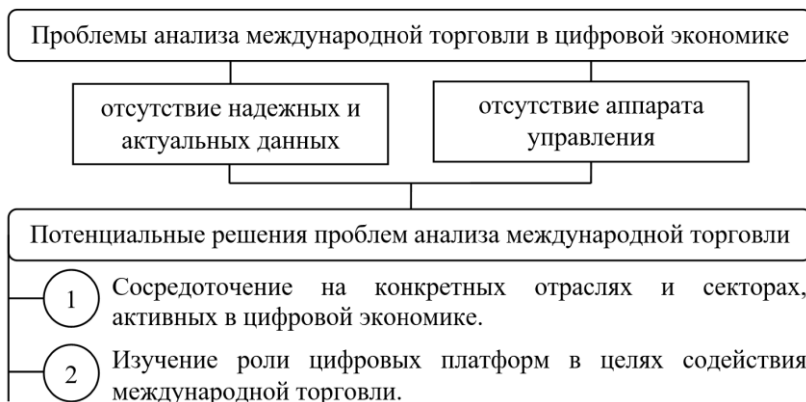 Проблемы анализа международной торговли в цифровой экономике
отсутствие надежных и
актуальных данных
отсутствие аппарата
управления
Потенциальные решения проблем анализа международной торговли
1 Сосредоточение на конкретных отраслях и секторах,
активных в цифровой экономике.
2 Изучение роли цифровых платформ в целях содействия
международной торговли.